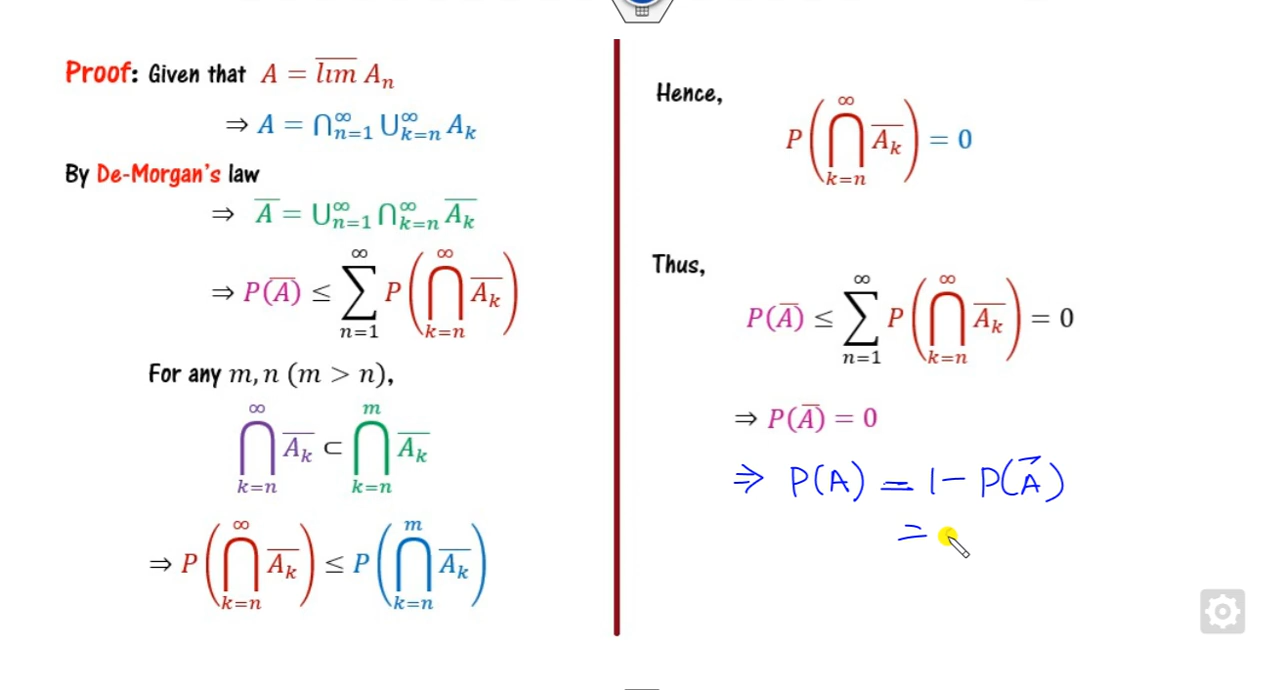 Proof: Given that A = \overline{lim} A_n
⇒ A = ⋂_{n=1}^{∞} ⋃_{k=n}^{∞} A_k
By De-Morgan's law
⇒ \overline{A} = ⋃_{n=1}^{∞} ⋂_{k=n}^{∞} \overline{A_k}
⇒ P(\overline{A}) ≤ ∑_{n=1}^{∞} P(⋂_{k=n}^{∞} \overline{A_k})
For any m, n (m > n),
⋂_{k=n}^{∞} \overline{A_k} ⊂ ⋂_{k=n}^{m} \overline{A_k}
⇒ P(⋂_{k=n}^{∞} \overline{A_k}) ≤ P(⋂_{k=n}^{m} \overline{A_k})
Hence,
P(⋂_{k=n}^{∞} \overline{A_k}) = 0
Thus,
P(\overline{A}) ≤ ∑_{n=1}^{∞} P(⋂_{k=n}^{∞} \overline{A_k}) = 0
⇒ P(\overline{A}) = 0
⇒ P(A) = 1 - P(\overline{A})
=